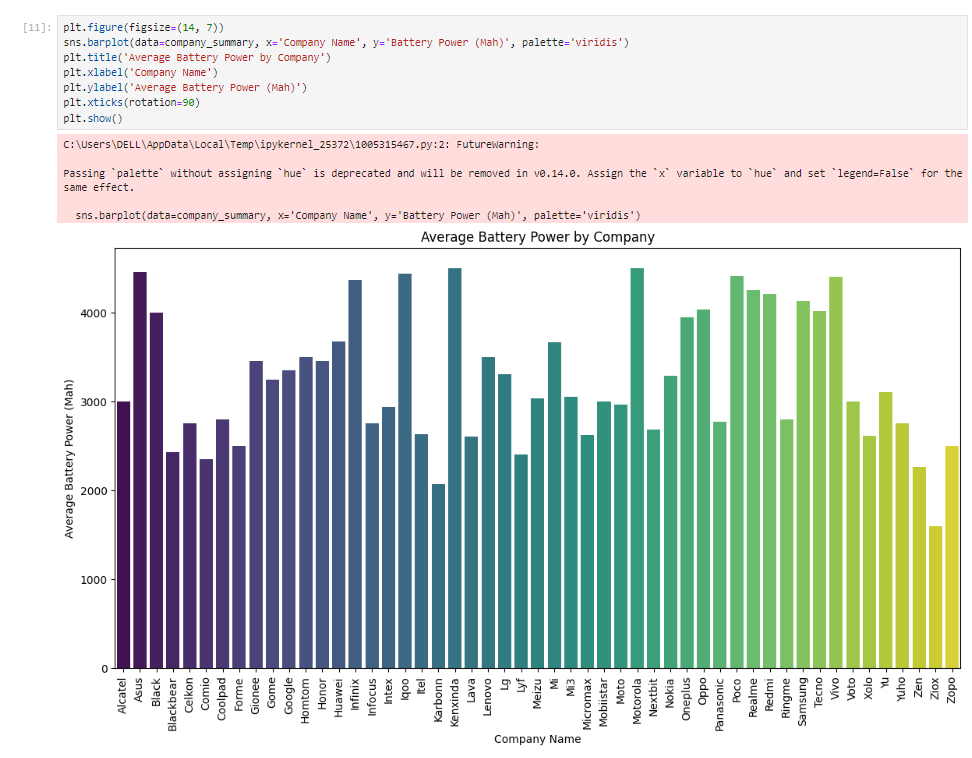 [11]:
plt.figure(figsize=(14, 7))
sns.barplot(data=company_summary, x='Company Name', y='Battery Power (Mah)', palette='viridis')
plt.title('Average Battery Power by Company')
plt.xlabel('Company Name')
plt.ylabel('Average Battery Power (Mah)')
plt.xticks(rotation=90)
plt.show()
C:\Users\DELL\AppData\Local\Temp\ipykernel_25372\1005315467.py:2: FutureWarning:
Passing `palette` without assigning `hue` is deprecated and will be removed in v0.14.0. Assign the `x` variable to `hue` and set `legend=False` for the
same effect.
sns.barplot(data=company_summary, x='Company Name', y='Battery Power (Mah)', palette='viridis')
Average Battery Power by Company
Average Battery Power (Mah)
4000
3000
2000
1000
0
Alcatel
Asus
Black
Blackbear
Celkon
Comio
Coolpad
Forme
Gionee
Gome
Google
Homtom
Honor
Huawei
Infinix
Infocus
Intex
Iqoo
Itel
Karbonn
Kenxinda
Lava
Lenovo
Lg
Lyf
Meizu
Mi
Mi3
Micromax
Mobiistar
Moto
Motorola
Nextbit
Nokia
Oneplus
Oppo
Panasonic
Poco
Realme
Redmi
Ringme
Samsung
Tecno
Vivo
Voto
Xolo
Yu
Yuho
Zen
Ziox
Zopo
Company Name